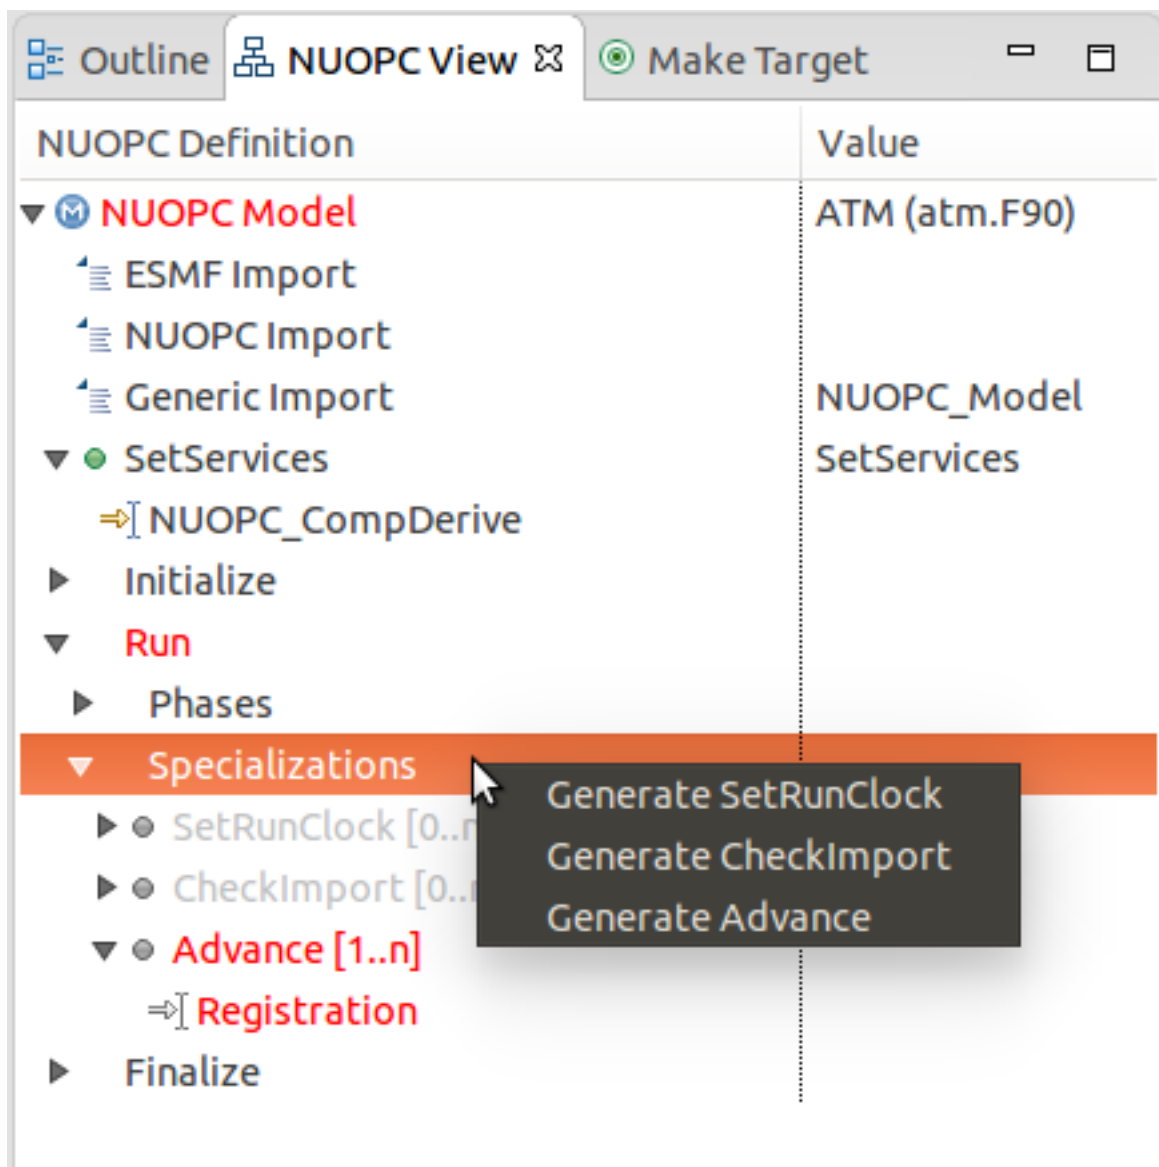 Outline NUOPC View Make Target
NUOPC Definition Value
NUOPC Model ATM (atm.F90)
ESMF Import
NUOPC Import
Generic Import NUOPC_Model
SetServices SetServices
NUOPC_CompDerive
Initialize
Run
Phases
Specializations
Generate SetRunClock
SetRunClock [0..
Generate CheckImport
CheckImport [0..
Generate Advance
Advance [1..n]
Registration
Finalize